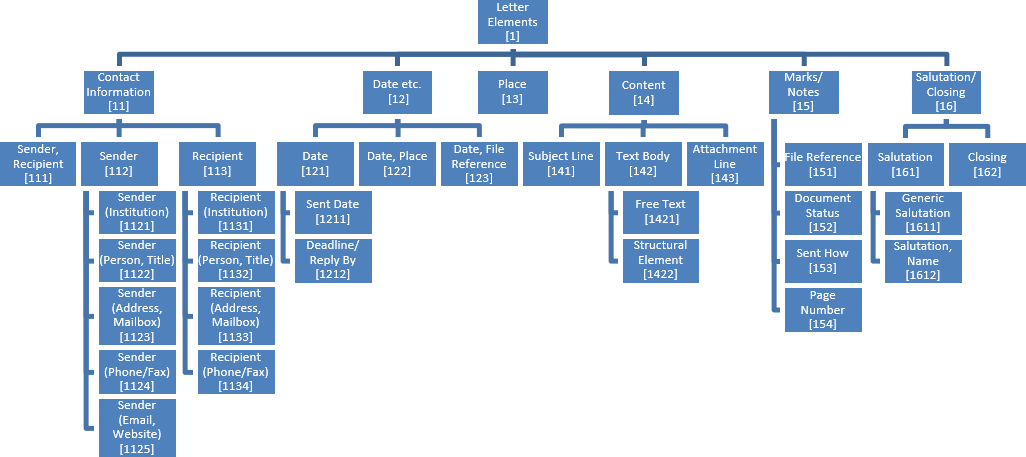 Letter
Elements
[1]
Contact
Information
[11]
Date etc.
[12]
Place
[13]
Content
[14]
Marks/
Notes
[15]
Salutation/
Closing
[16]
Sender,
Recipient
[111]
Sender
[112]
Recipient
[113]
Date
[121]
Date, Place
[122]
Date, File
Reference
[123]
Subject Line
[141]
Text Body
[142]
Attachment
Line
[143]
File Reference
[151]
Salutation
[161]
Closing
[162]
Sender
(Institution)
[1121]
Sender
(Person, Title)
[1122]
Sender
(Address,
Mailbox)
[1123]
Sender
(Phone/Fax)
[1124]
Sender
(Email,
Website)
[1125]
Recipient
(Institution)
[1131]
Recipient
(Person, Title)
[1132]
Recipient
(Address,
Mailbox)
[1133]
Recipient
(Phone/Fax)
[1134]
Sent Date
[1211]
Deadline/
Reply By
[1212]
Free Text
[1421]
Structural
Element
[1422]
Document
Status
[152]
Sent How
[153]
Page
Number
[154]
Generic
Salutation
[1611]
Salutation,
Name
[1612]